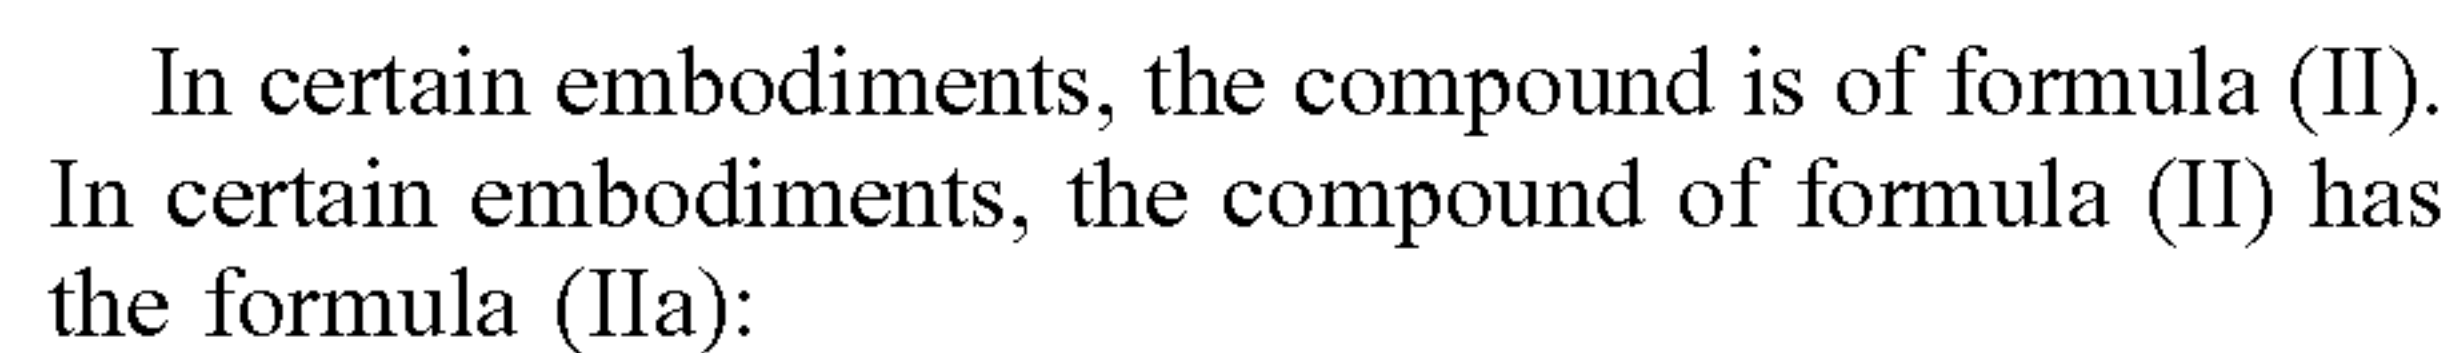 In certain embodiments, the compound is of formula (II).
In certain embodiments, the compound of formula (II) has
the formula (IIa):